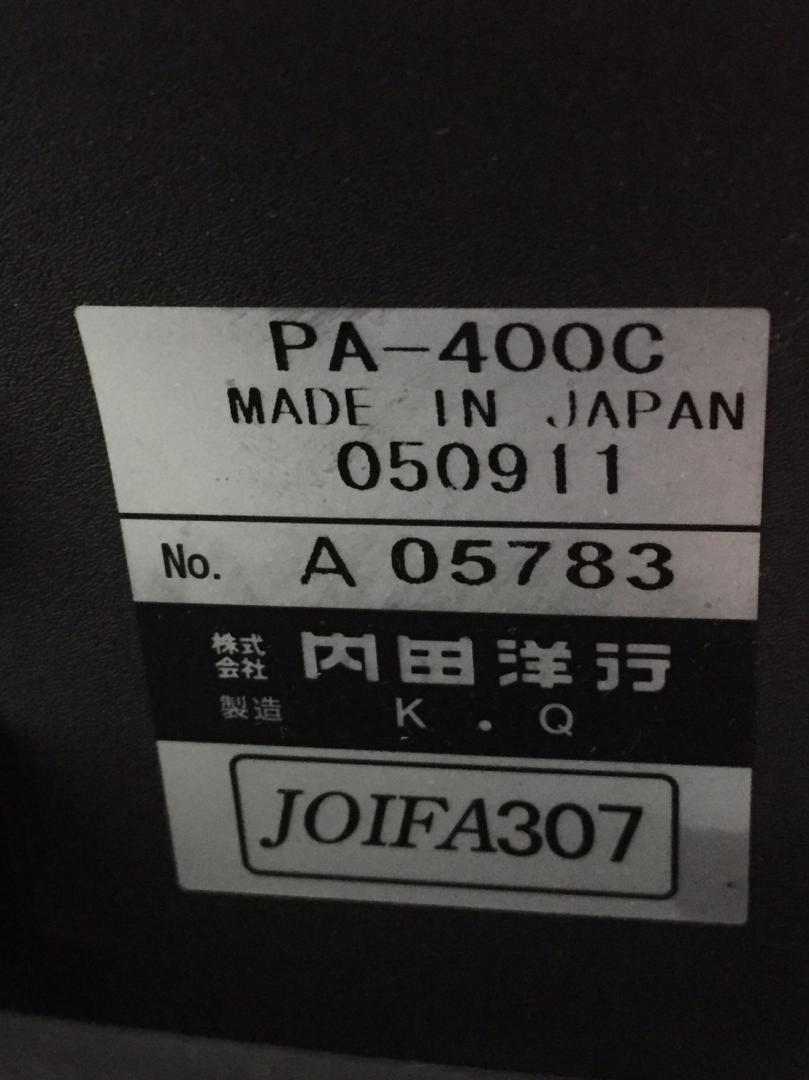 PA-400C
MADE IN JAPAN
050911
No. A 05783
株式会社 内田洋行
製造 K . Q
JOIFA307